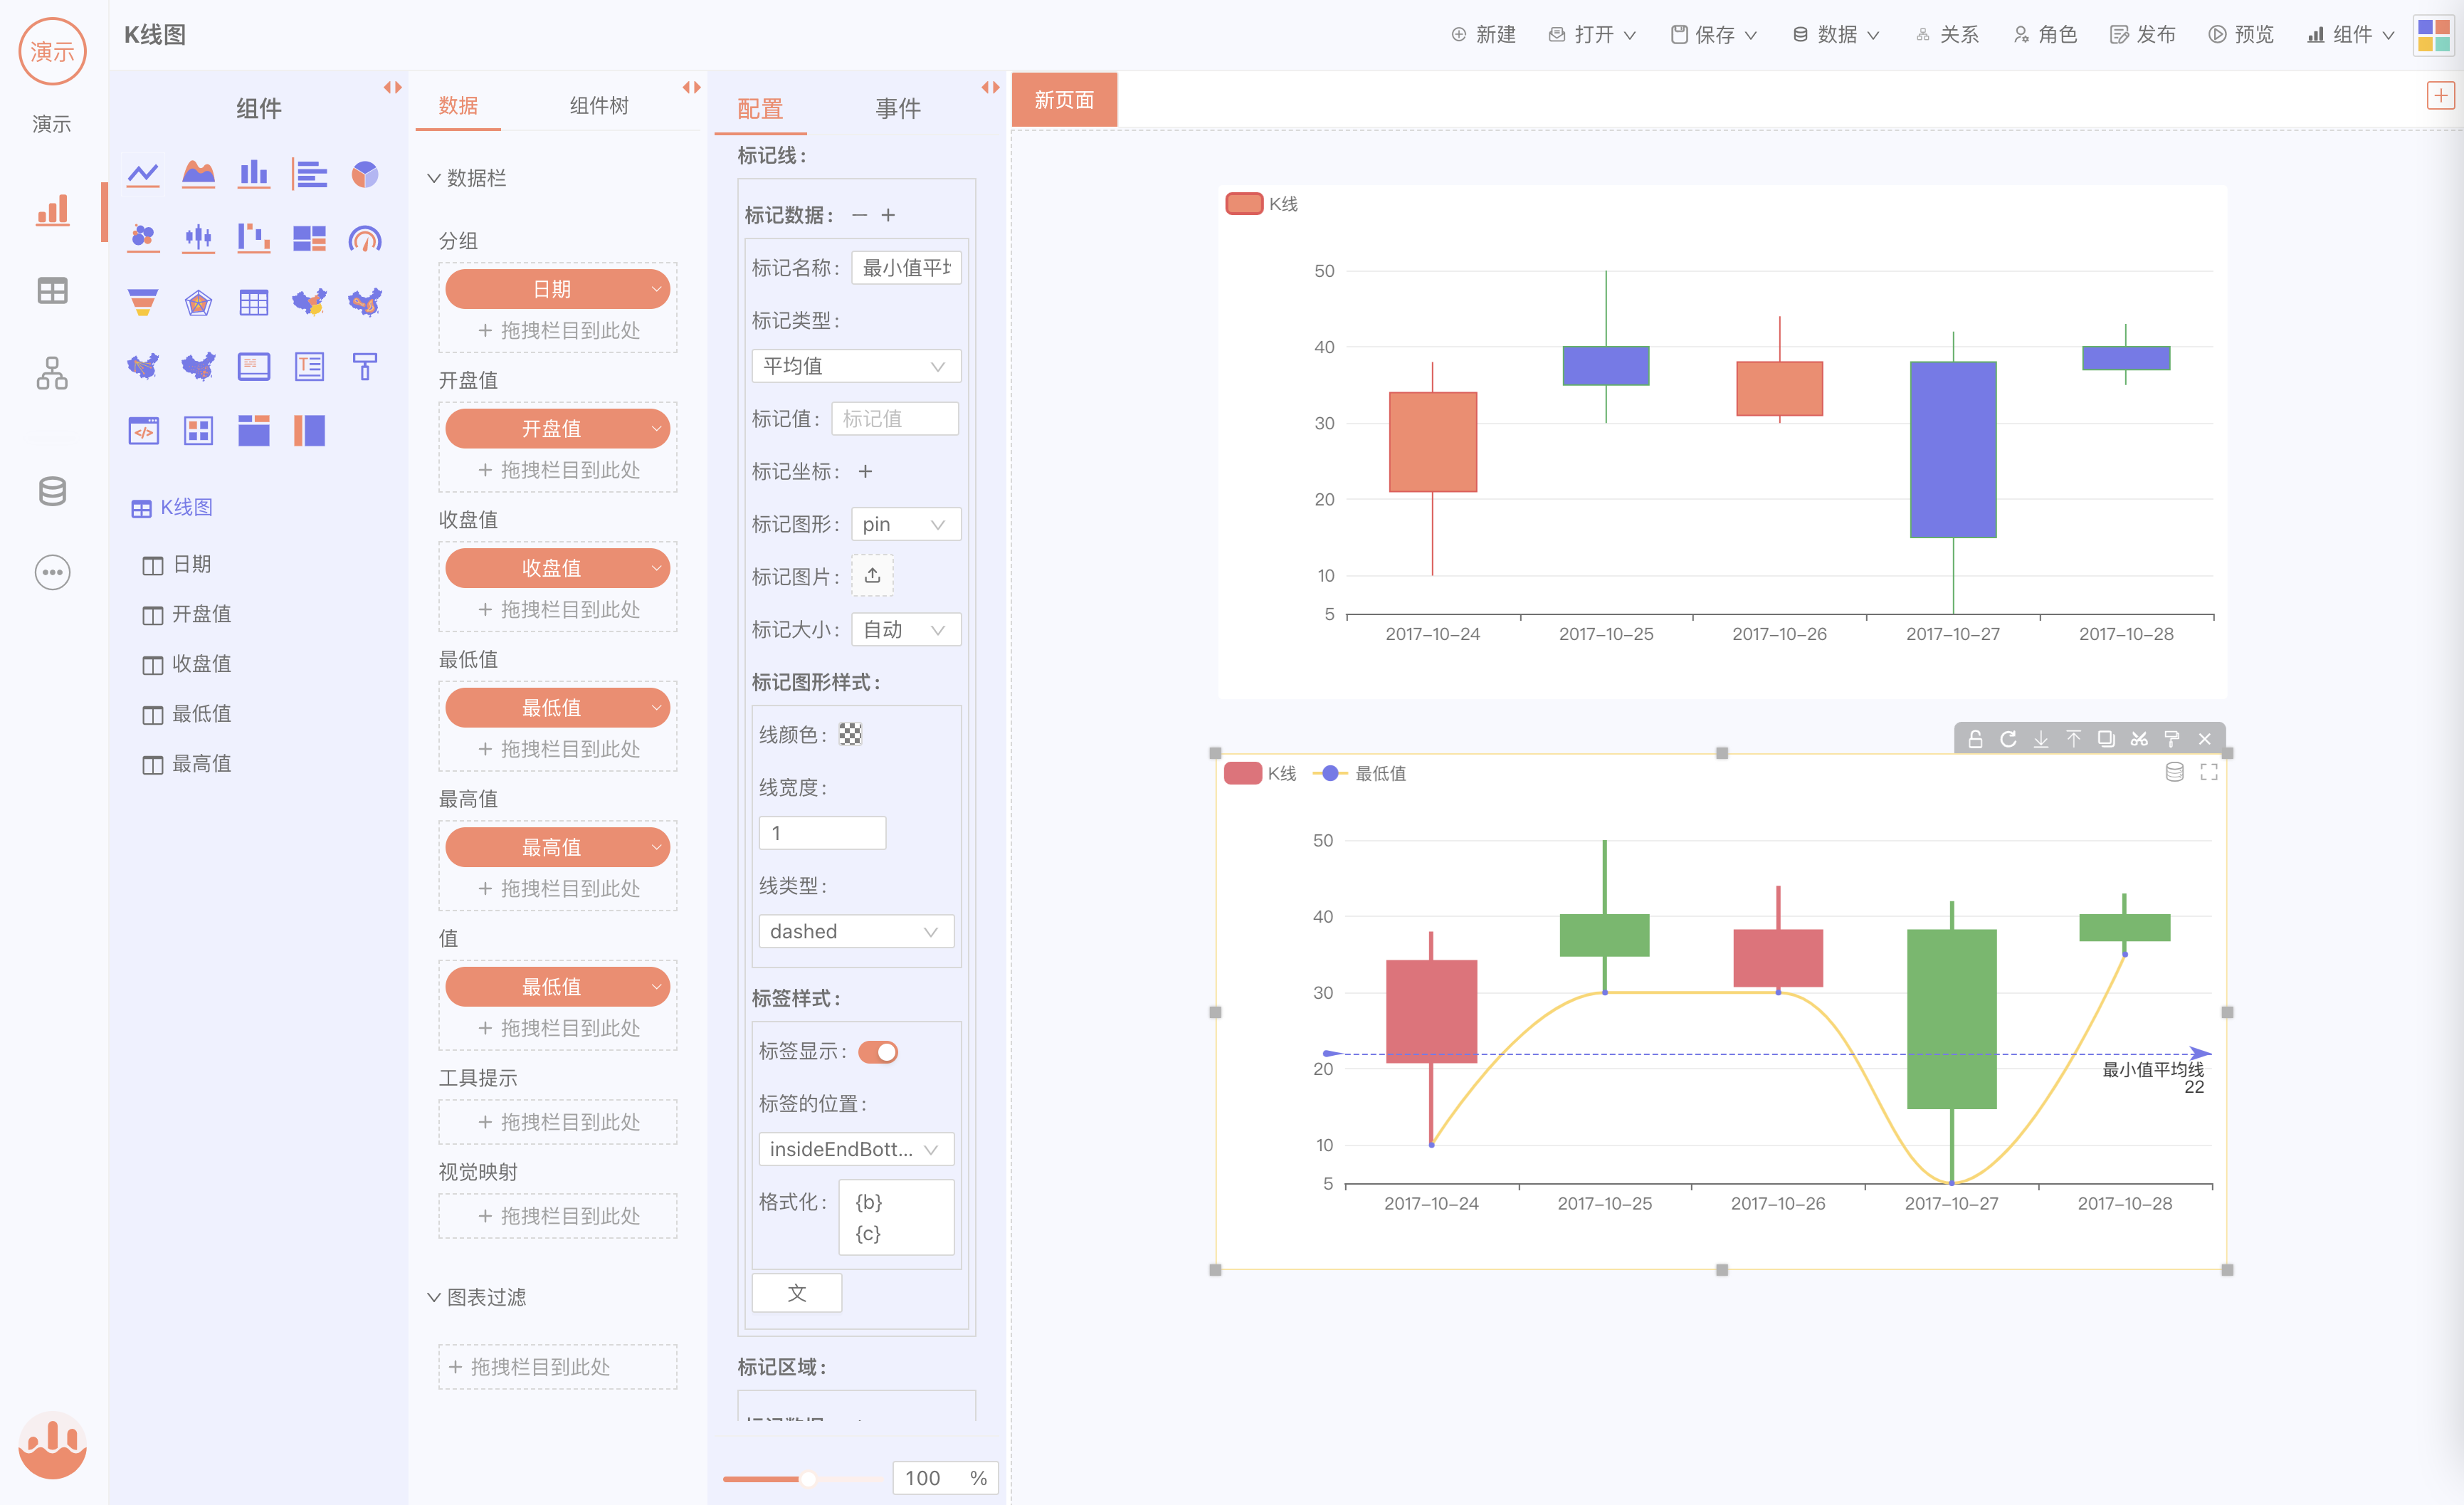 演示
演示
K线图
新建
打开
保存
数据
关系
角色
发布
预览
组件
组件
K线图
日期
开盘值
收盘值
最低值
最高值
数据
组件树
数据栏
分组
日期
拖拽栏目到此处
开盘值
开盘值
拖拽栏目到此处
收盘值
收盘值
拖拽栏目到此处
最低值
最低值
拖拽栏目到此处
最高值
最高值
拖拽栏目到此处
值
最低值
拖拽栏目到此处
工具提示
拖拽栏目到此处
视觉映射
拖拽栏目到此处
图表过滤
拖拽栏目到此处
配置
事件
标记线:
标记数据:
标记名称: 最小值平
标记类型:
平均值
标记值: 标记值
标记坐标:
标记图形: pin
标记图片:
标记大小: 自动
标记图形样式:
线颜色:
线宽度:
1
线类型:
dashed
标签样式:
标签显示:
标签的位置:
insideEndBott...
格式化: {b}
{c}
文
标记区域:
100 %
新页面
K线
50
40
30
20
10
5
2017-10-24 2017-10-25 2017-10-26 2017-10-27 2017-10-28
K线 最低值
50
40
30
20
10
5
最小值平均线
22
2017-10-24 2017-10-25 2017-10-26 2017-10-27 2017-10-28